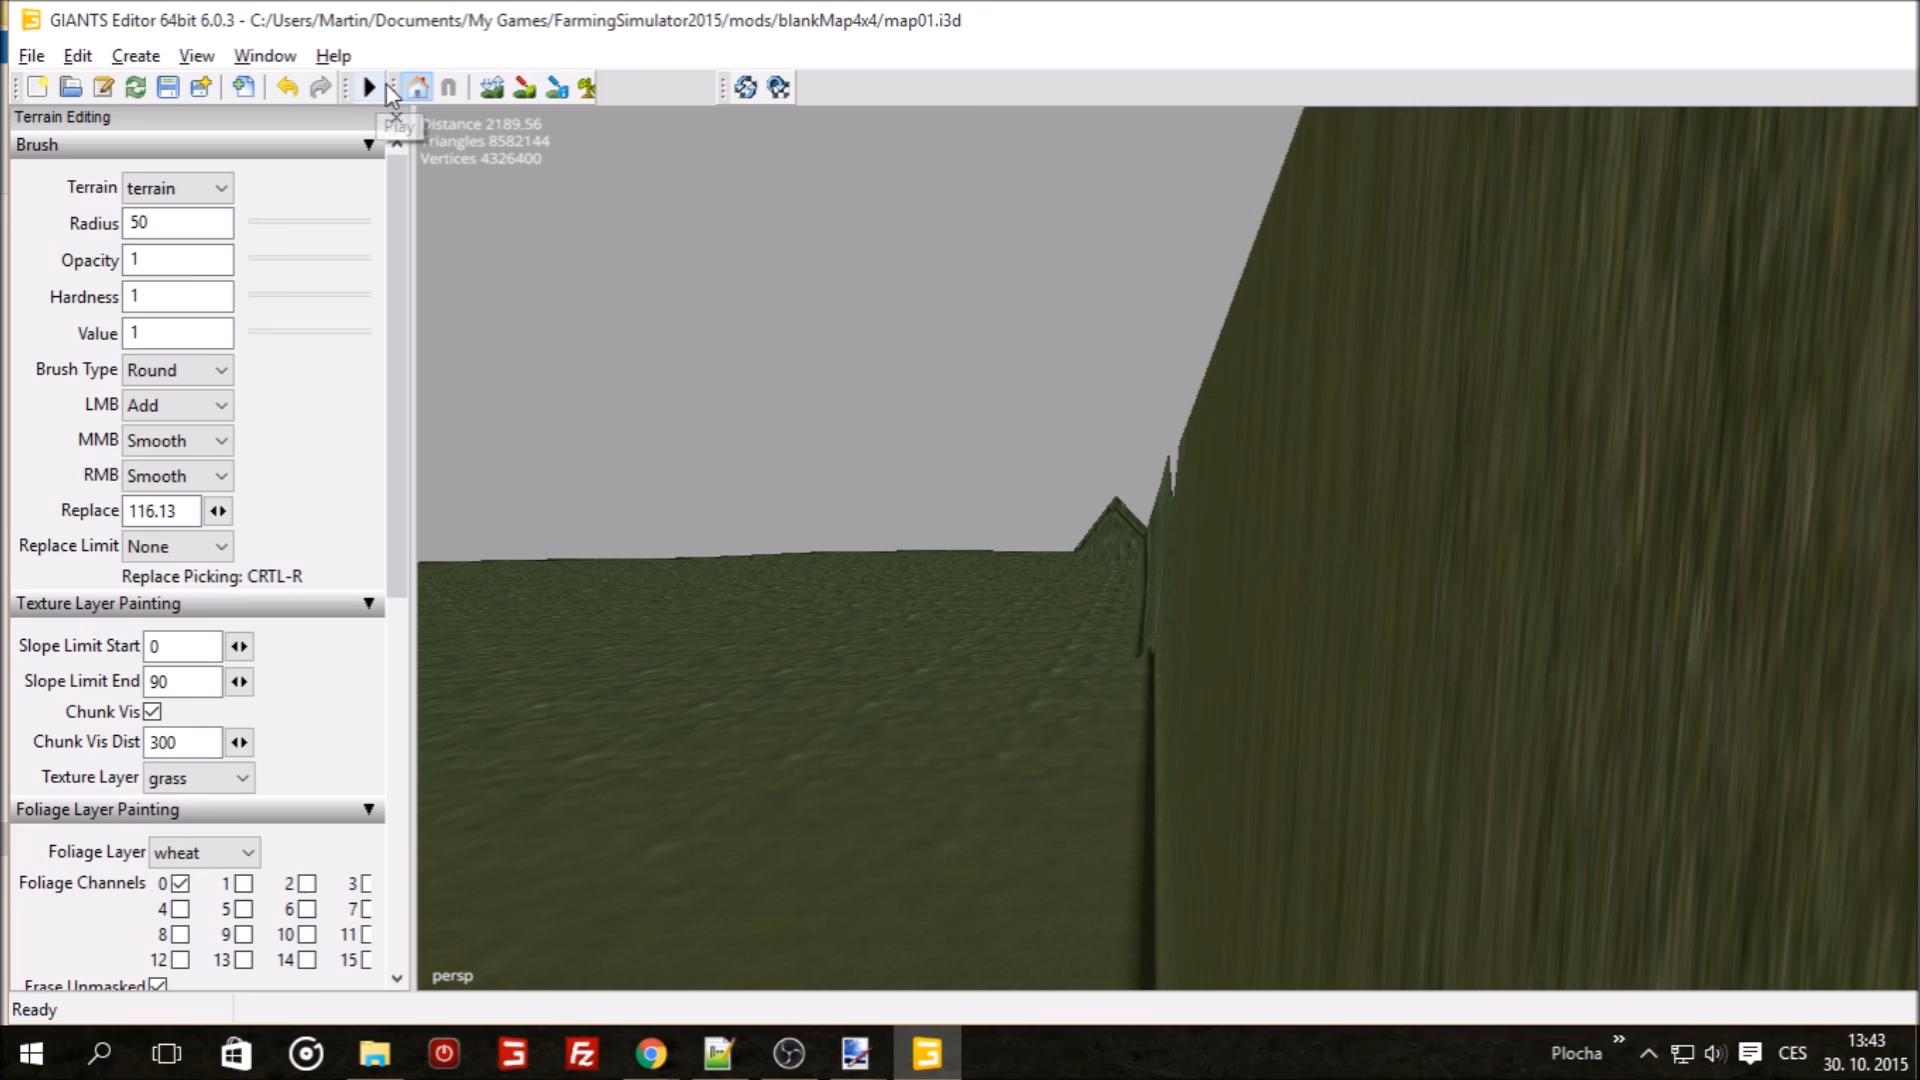 GIANTS Editor 64bit 6.0.3 - C:/Users/Martin/Documents/My Games/FarmingSimulator2015/mods/blankMap4x4/map01.i3d
File Edit Create View Window Help
Terrain Editing
Play
Distance 2189.56
Triangles 8582144
Vertices 4326400
Brush
Terrain terrain
Radius 50
Opacity 1
Hardness 1
Value 1
Brush Type Round
LMB Add
MMB Smooth
RMB Smooth
Replace 116.13
Replace Limit None
Replace Picking: CRTL-R
Texture Layer Painting
Slope Limit Start 0
Slope Limit End 90
Chunk Vis
Chunk Vis Dist 300
Texture Layer grass
Foliage Layer Painting
Foliage Layer wheat
Foliage Channels 0 1 2 3
4 5 6 7
8 9 10 11
12 13 14 15
Erase Unmasked
persp
Ready
Plocha
CES
13:43
30. 10. 2015